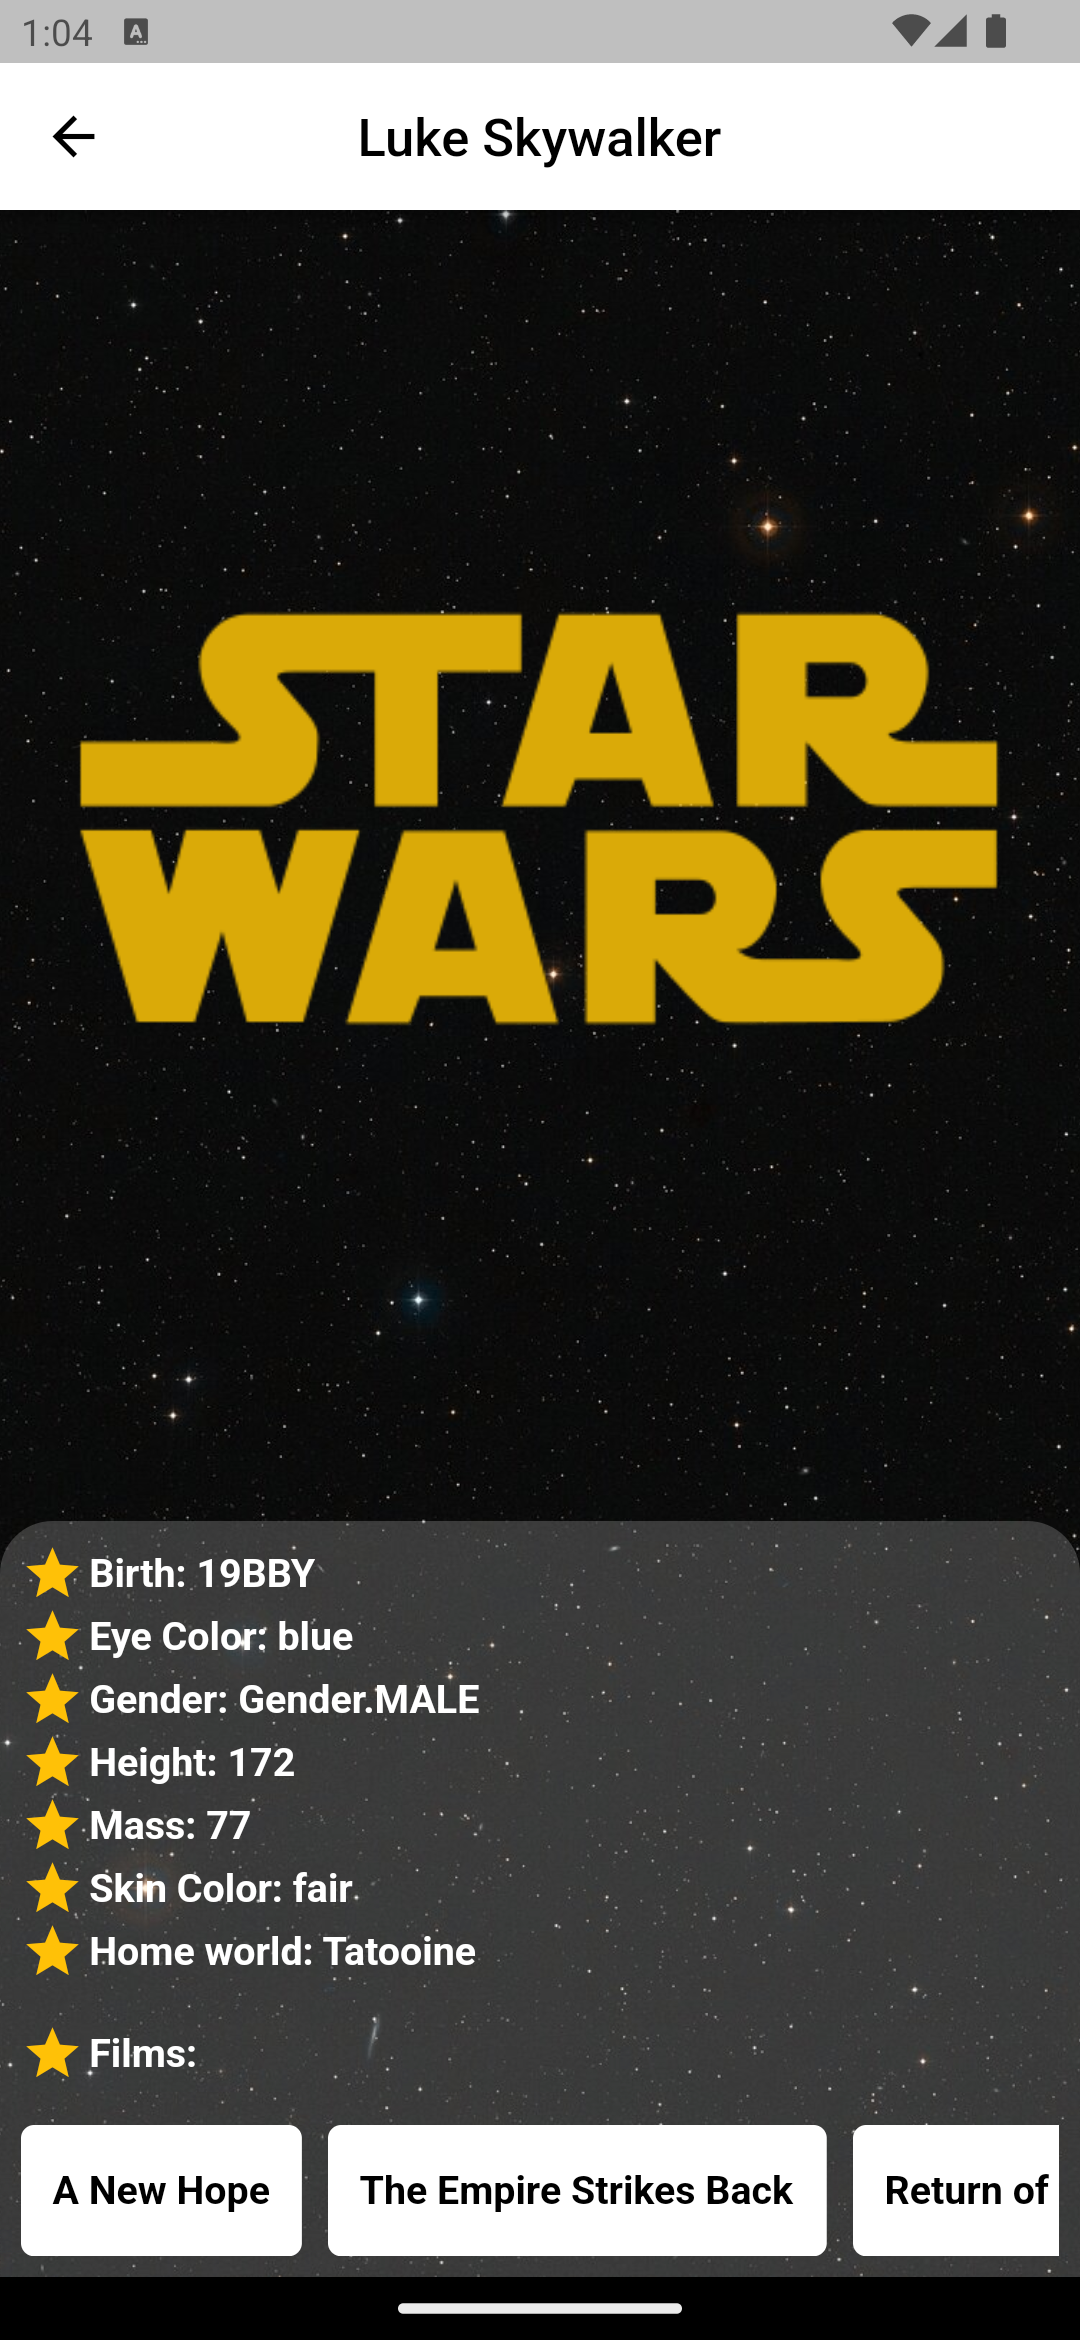 1:04
Luke Skywalker
STAR
WARS
Birth: 19BBY
Eye Color: blue
Gender: Gender.MALE
Height: 172
Mass: 77
Skin Color: fair
Home world: Tatooine
Films:
A New Hope
The Empire Strikes Back
Return of